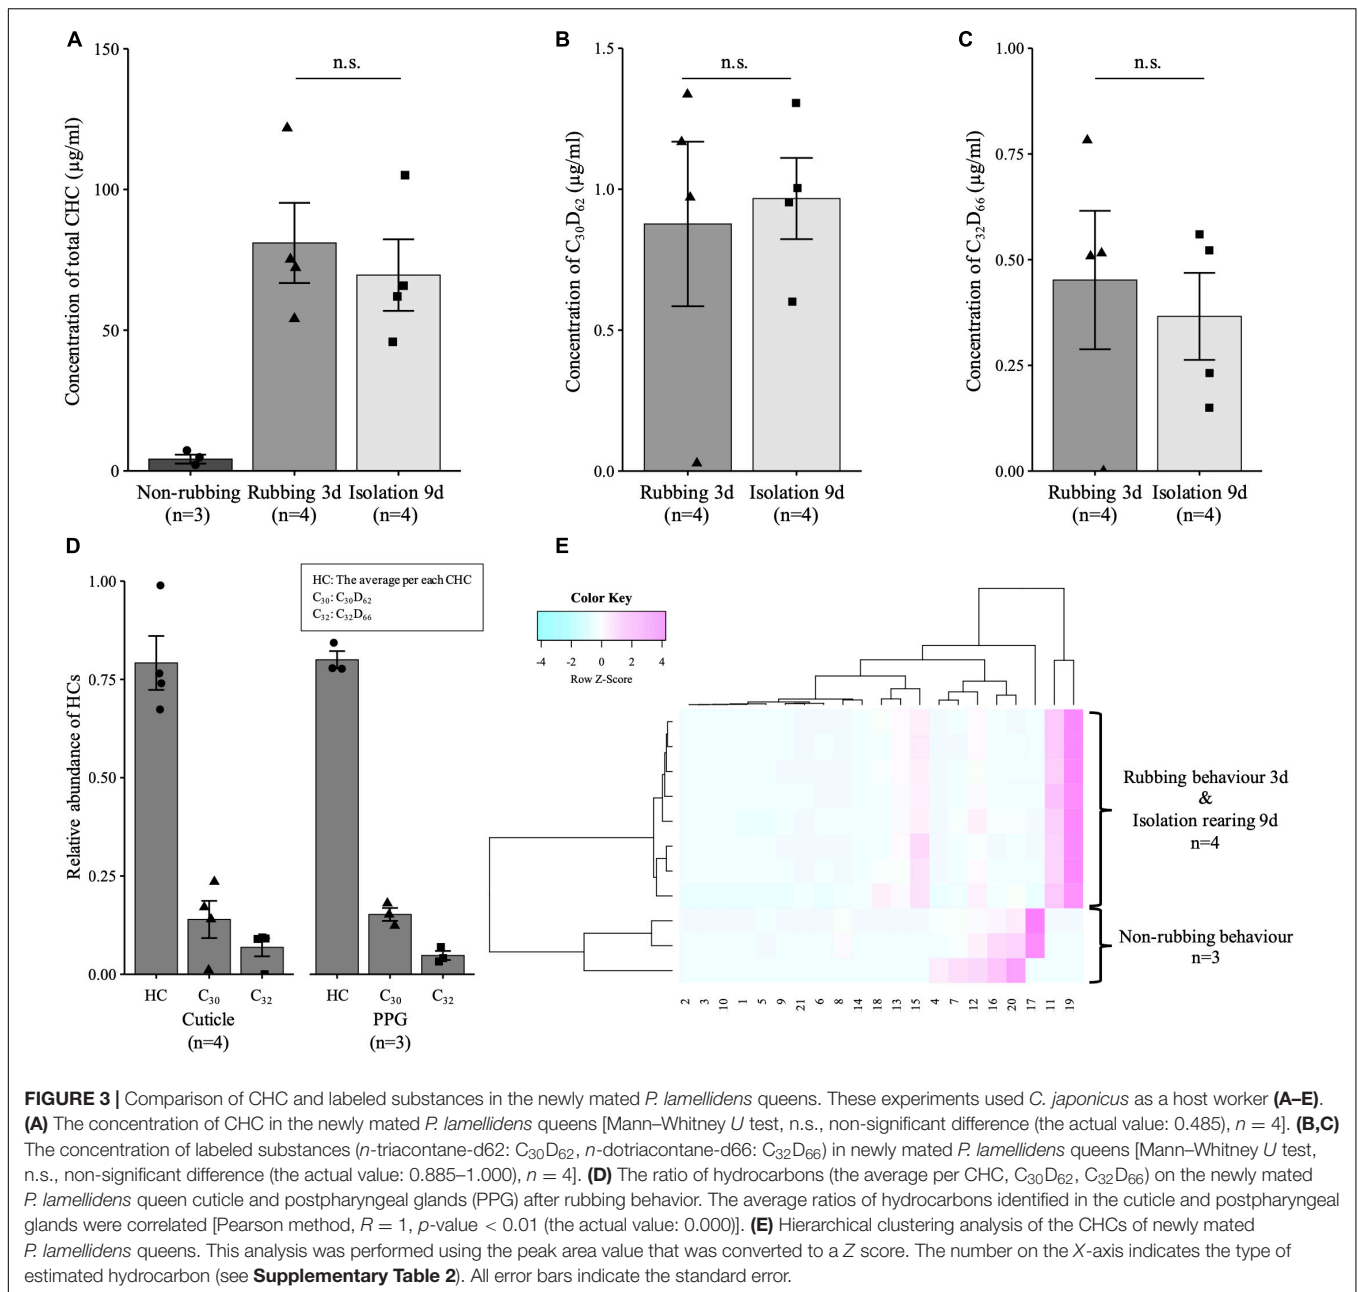 A
150
100
50
0
Concentration of total CHC (µg/ml)
n.s.
Non-rubbing Rubbing 3d Isolation 9d
(n=3) (n=4) (n=4)
B
1.5
1.0
0.5
0.0
Concentration of C₃₀D₆₂ (µg/ml)
n.s.
Rubbing 3d Isolation 9d
(n=4) (n=4)
C
1.00
0.75
0.50
0.25
0.00
Concentration of C₃₂D₆₆ (µg/ml)
n.s.
Rubbing 3d Isolation 9d
(n=4) (n=4)
D
1.00
0.75
0.50
0.25
0.00
Relative abundance of HCs
HC: The average per each CHC
C₃₀: C₃₀D₆₂
C₃₂: C₃₂D₆₆
HC C₃₀ C₃₂ HC C₃₀ C₃₂
Cuticle PPG
(n=4) (n=3)
E
Color Key
-4 -2 0 2 4
Row Z-Score
Rubbing behaviour 3d
&
Isolation rearing 9d
n=4
Non-rubbing behaviour
n=3
2 3 10 1 5 9 21 6 8 14 18 13 15 4 7 12 16 20 17 11 19
FIGURE 3 | Comparison of CHC and labeled substances in the newly mated P. lamellidens queens. These experiments used C. japonicus as a host worker (A–E).
(A) The concentration of CHC in the newly mated P. lamellidens queens [Mann–Whitney U test, n.s., non-significant difference (the actual value: 0.485), n = 4]. (B,C)
The concentration of labeled substances (n-triacontane-d62: C₃₀D₆₂, n-dotriacontane-d66: C₃₂D₆₆) in newly mated P. lamellidens queens [Mann–Whitney U test,
n.s., non-significant difference (the actual value: 0.885–1.000), n = 4]. (D) The ratio of hydrocarbons (the average per CHC, C₃₀D₆₂, C₃₂D₆₆) on the newly mated
P. lamellidens queen cuticle and postpharyngeal glands (PPG) after rubbing behavior. The average ratios of hydrocarbons identified in the cuticle and postpharyngeal
glands were correlated [Pearson method, R = 1, p-value < 0.01 (the actual value: 0.000)]. (E) Hierarchical clustering analysis of the CHCs of newly mated
P. lamellidens queens. This analysis was performed using the peak area value that was converted to a Z score. The number on the X-axis indicates the type of
estimated hydrocarbon (see Supplementary Table 2). All error bars indicate the standard error.